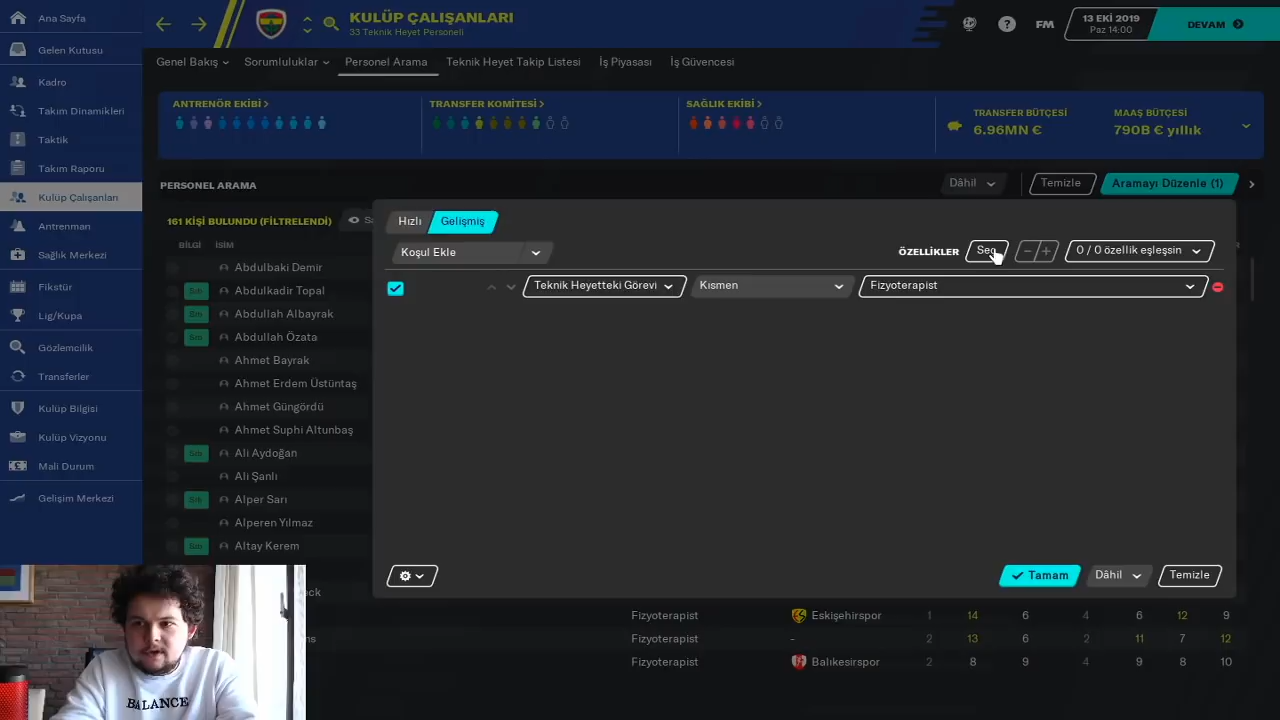 Ana Sayfa
Gelen Kutusu
Kadro
Takım Dinamikleri
Taktik
Takım Raporu
Kulüp Çalışanları
Antrenman
Sağlık Merkezi
Fikstür
Lig/Kupa
Gözlemcilik
Transferler
Kulüp Bilgisi
Kulüp Vizyonu
Mali Durum
Gelişim Merkezi
KULÜP ÇALIŞANLARI
33 Teknik Heyet Personeli
FM
13 EKİ 2019
Paz 14:00
DEVAM
Genel Bakış
Sorumluluklar
Personel Arama
Teknik Heyet Takip Listesi
İş Piyasası
İş Güvencesi
ANTRENÖR EKİBİ
TRANSFER KOMİTESİ
SAĞLIK EKİBİ
TRANSFER BÜTÇESİ
6.96MN €
MAAŞ BÜTÇESİ
790B € yıllık
PERSONEL ARAMA
Dâhil
Temizle
Aramayı Düzenle (1)
161 KİŞİ BULUNDU (FİLTRELENDİ)
BİLGİ İSİM
Abdulbaki Demir
Abdulkadir Topal
Abdullah Albayrak
Abdullah Özata
Ahmet Bayrak
Ahmet Erdem Üstüntaş
Ahmet Güngördü
Ahmet Suphi Altunbaş
Ali Aydoğan
Ali Şanlı
Alper Sarı
Alperen Yılmaz
Altay Kerem
Hızlı
Gelişmiş
Koşul Ekle
ÖZELLİKLER
Seç
0 / 0 özellik eşleşsin
Teknik Heyetteki Görevi
Kısmen
Fizyoterapist
Tamam
Dâhil
Temizle
Fizyoterapist Eskişehirspor 1 14 6 4 6 12 9
Fizyoterapist - 2 13 6 2 11 7 12
Fizyoterapist Balıkesirspor 2 8 9 4 9 8 10
BALANCE